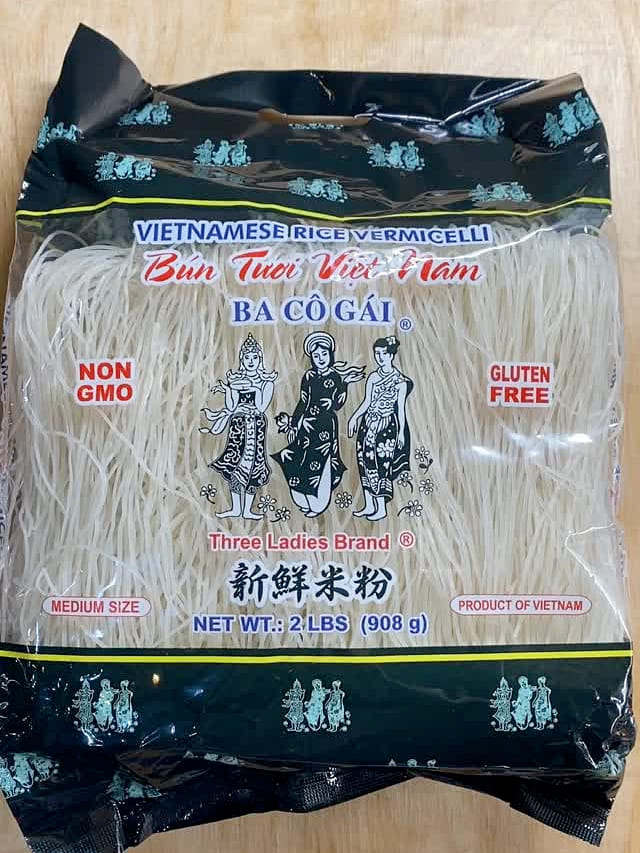 VIETNAMESE RICE VERMICELLI
Bún Tươi Việt Nam
BA CÔ GÁI ®
NON
GMO
GLUTEN
FREE
Three Ladies Brand ®
新鮮米粉
MEDIUM SIZE
PRODUCT OF VIETNAM
NET WT.: 2 LBS (908 g)